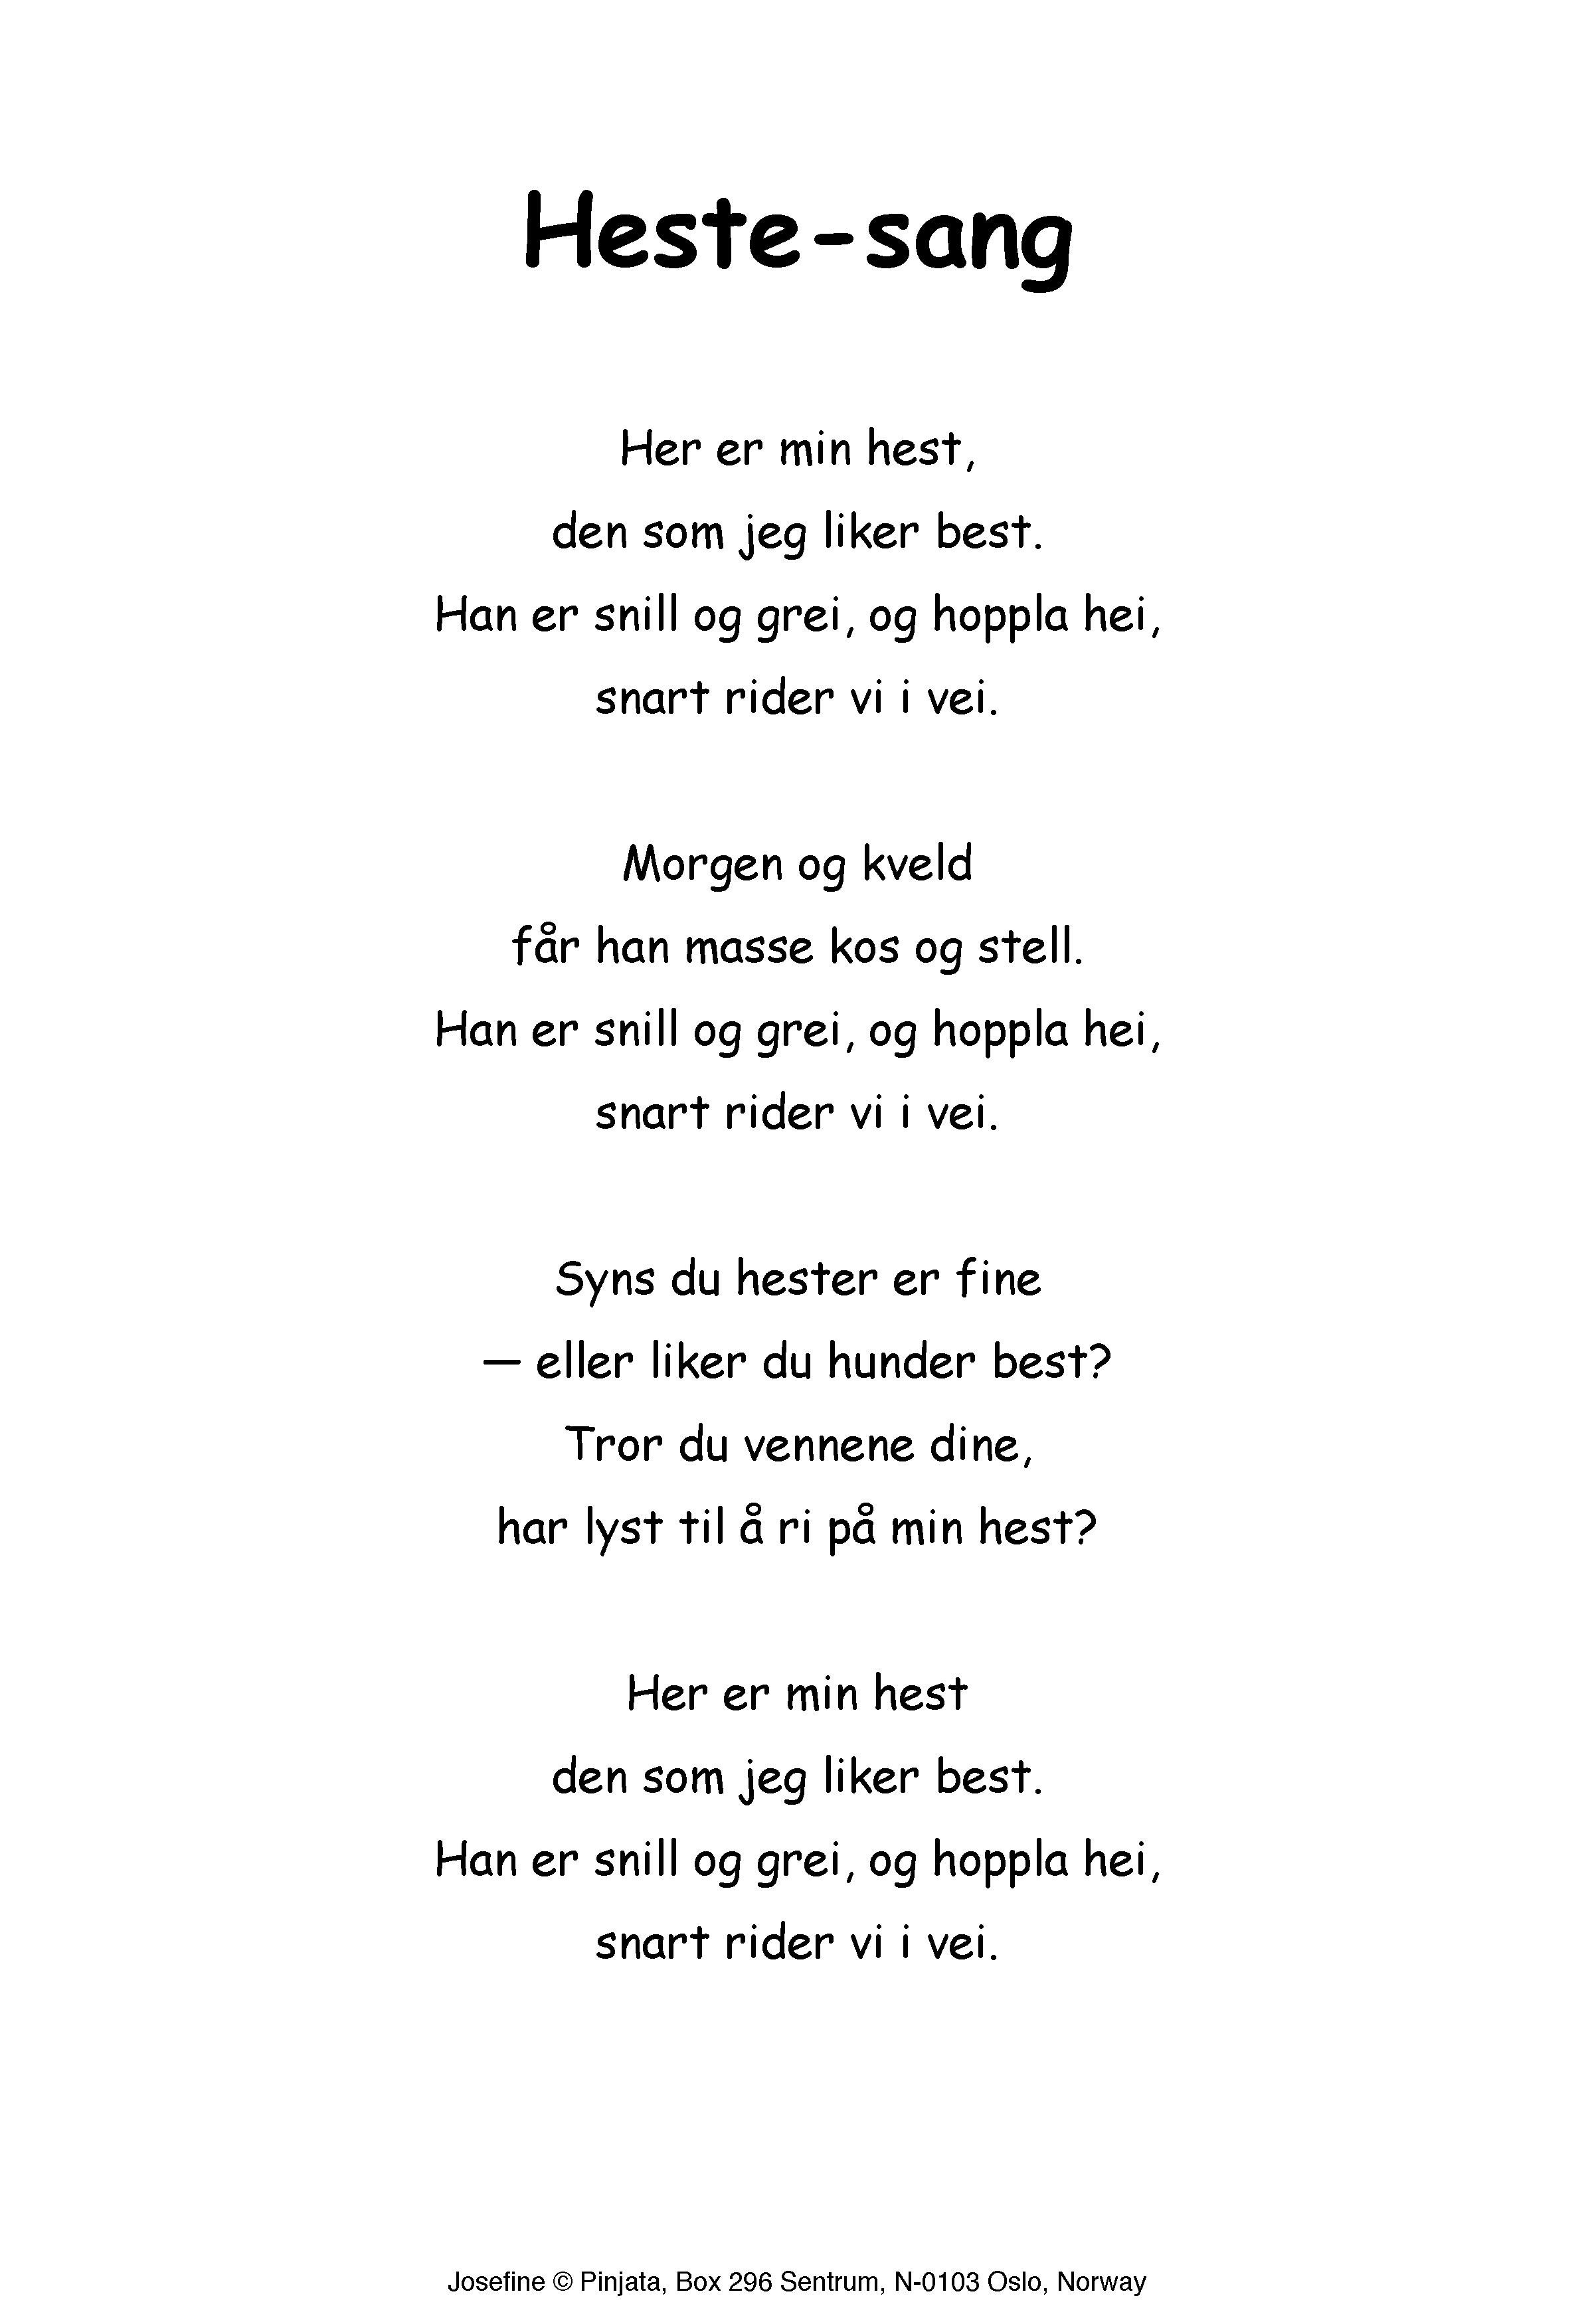 Heste-sang
Her er min hest,
den som jeg liker best.
Han er snill og grei, og hoppla hei,
snart rider vi i vei.
Morgen og kveld
får han masse kos og stell.
Han er snill og grei, og hoppla hei,
snart rider vi i vei.
Syns du hester er fine
— eller liker du hunder best?
Tror du vennene dine,
har lyst til å ri på min hest?
Her er min hest
den som jeg liker best.
Han er snill og grei, og hoppla hei,
snart rider vi i vei.
Josefine © Pinjata, Box 296 Sentrum, N-0103 Oslo, Norway